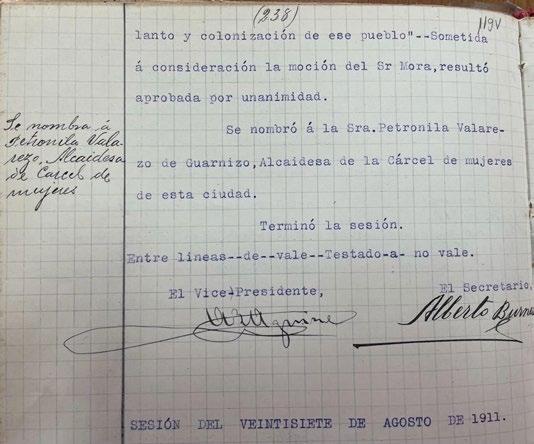 (238)
119V
lanto y colonización de ese pueblo"--Sometida
á consideración la moción del Sr Mora,resultó
aprobada por unanimidad.
Se nombra á
Petronila Vala-
rezo, Alcaidesa
de Cárcel de
mujeres
Se nombró á la Sra.Petronila Valare-
zo de Guarnizo,Alcaidesa de la Cárcel de mujeres
de esta ciudad.
Terminó la sesión.
Entre lineas--de--vale--Testado-a- no vale.
El Vice-Presidente,
El Secretario,
Alberto
SESIÓN DEL VEINTISIETE DE AGOSTO DE 1911.